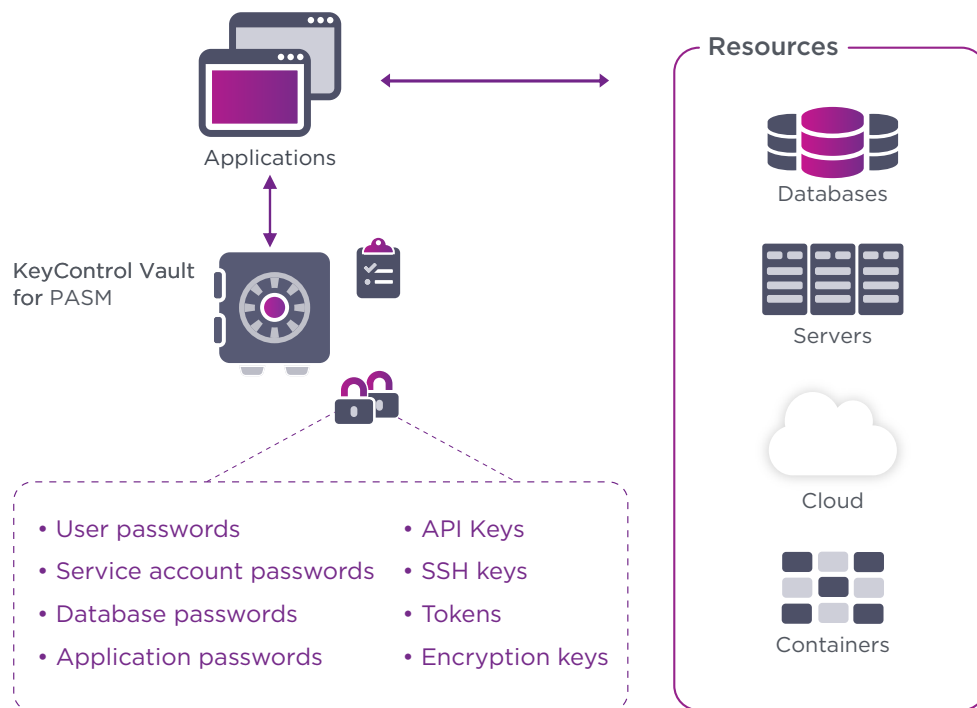 Resources
Applications
Databases
KeyControl Vault
for PASM
Servers
Cloud
• User passwords
• Service account passwords
• Database passwords
• Application passwords
• API Keys
• SSH keys
• Tokens
• Encryption keys
Containers